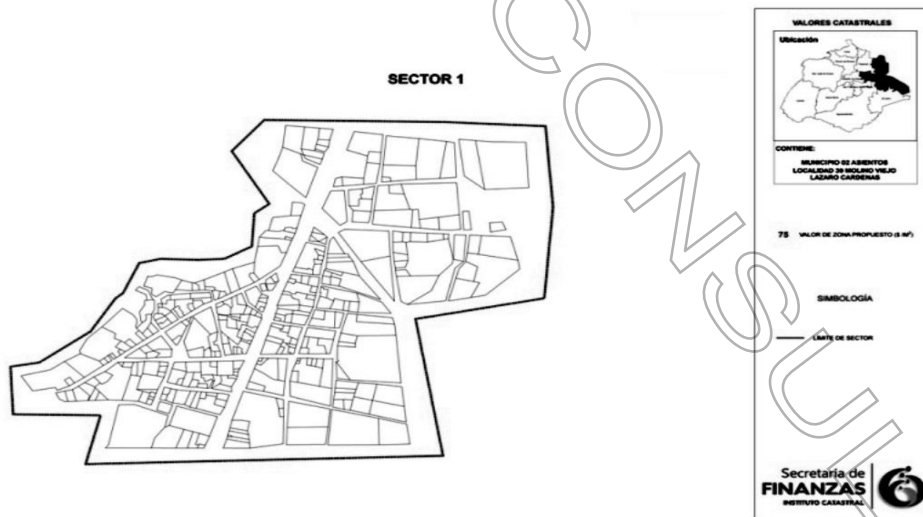 SECTOR 1
VALORES CATASTRALES
Ubicación
CONTIENE:
MUNICIPIO 02 ASIENTOS
LOCALIDAD 39 MOLINO VIEJO
LAZARO CARDENAS
75 VALOR DE ZONA PROPUESTO ($/M²)
SIMBOLOGÍA
LIMITE DE SECTOR
Secretaría de
FINANZAS
INSTITUTO CATASTRAL
CONSUL